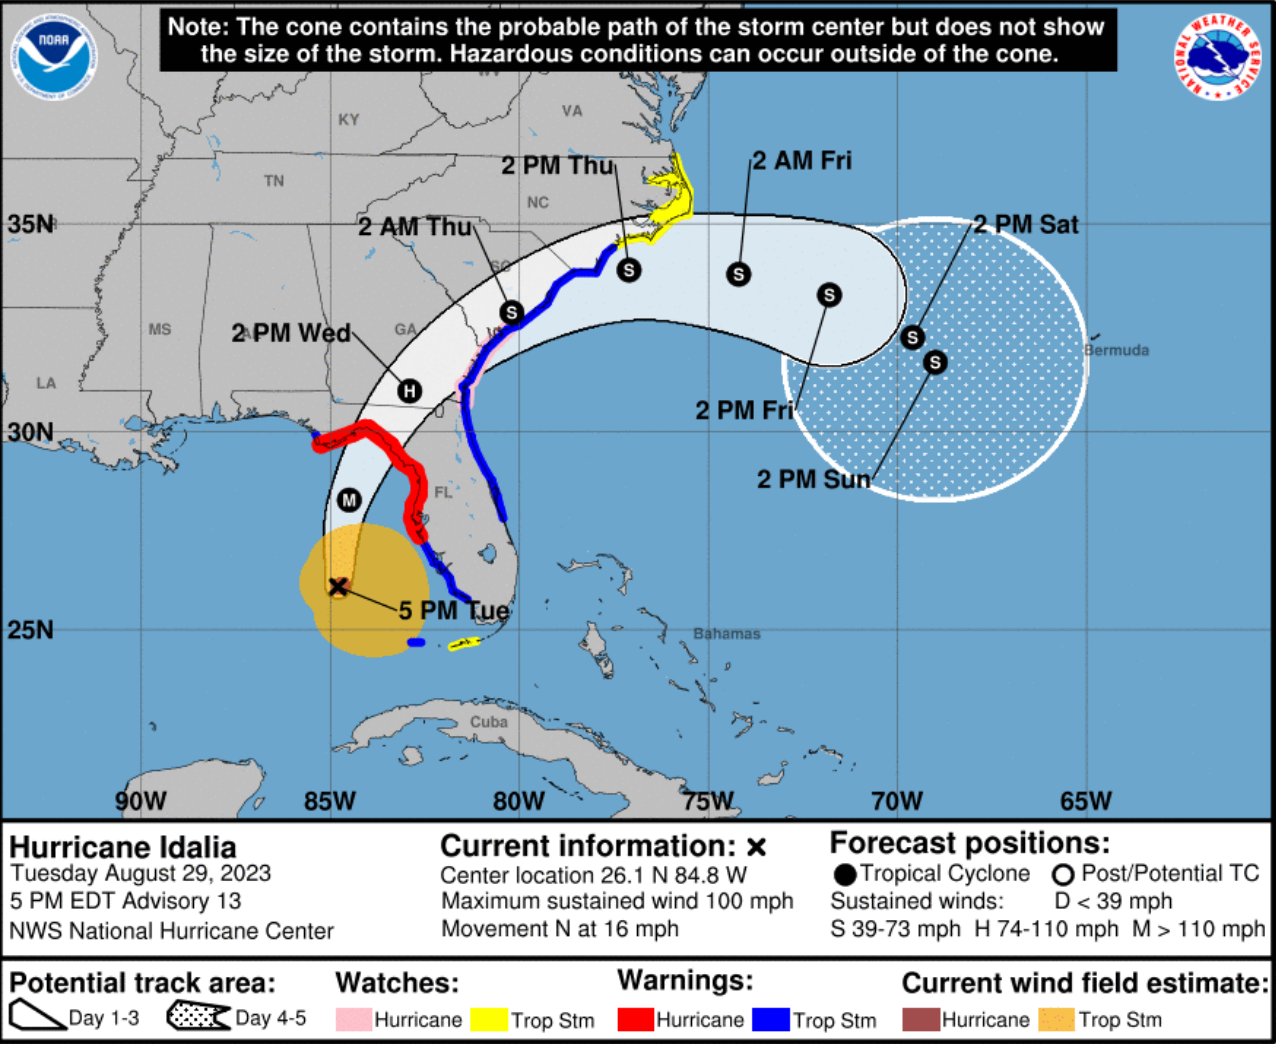 Note: The cone contains the probable path of the storm center but does not show
the size of the storm. Hazardous conditions can occur outside of the cone.
NOAA
NATIONAL WEATHER SERVICE
WV
KY
VA
2 PM Thu
2 AM Fri
TN
NC
35N
2 AM Thu
2 PM Sat
SC
MS
2 PM Wed
GA
Bermuda
LA
H
S
S
S
S
S
S
M
2 PM Fri
30N
2 PM Sun
FL
5 PM Tue
25N
Bahamas
Cuba
90W
85W
80W
75W
70W
65W
Hurricane Idalia
Tuesday August 29, 2023
5 PM EDT Advisory 13
NWS National Hurricane Center
Current information: ×
Center location 26.1 N 84.8 W
Maximum sustained wind 100 mph
Movement N at 16 mph
Forecast positions:
Tropical Cyclone Post/Potential TC
Sustained winds: D < 39 mph
S 39-73 mph H 74-110 mph M > 110 mph
Potential track area:
Day 1-3 Day 4-5
Watches:
Hurricane Trop Stm
Warnings:
Hurricane Trop Stm
Current wind field estimate:
Hurricane Trop Stm